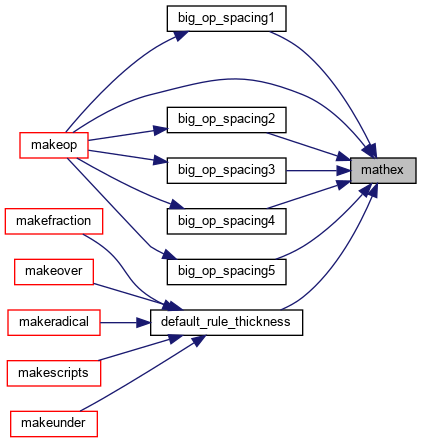 big_op_spacing1
big_op_spacing2
makeop
big_op_spacing3
mathex
makefraction
big_op_spacing4
makeover
big_op_spacing5
makeradical
default_rule_thickness
makescripts
makeunder